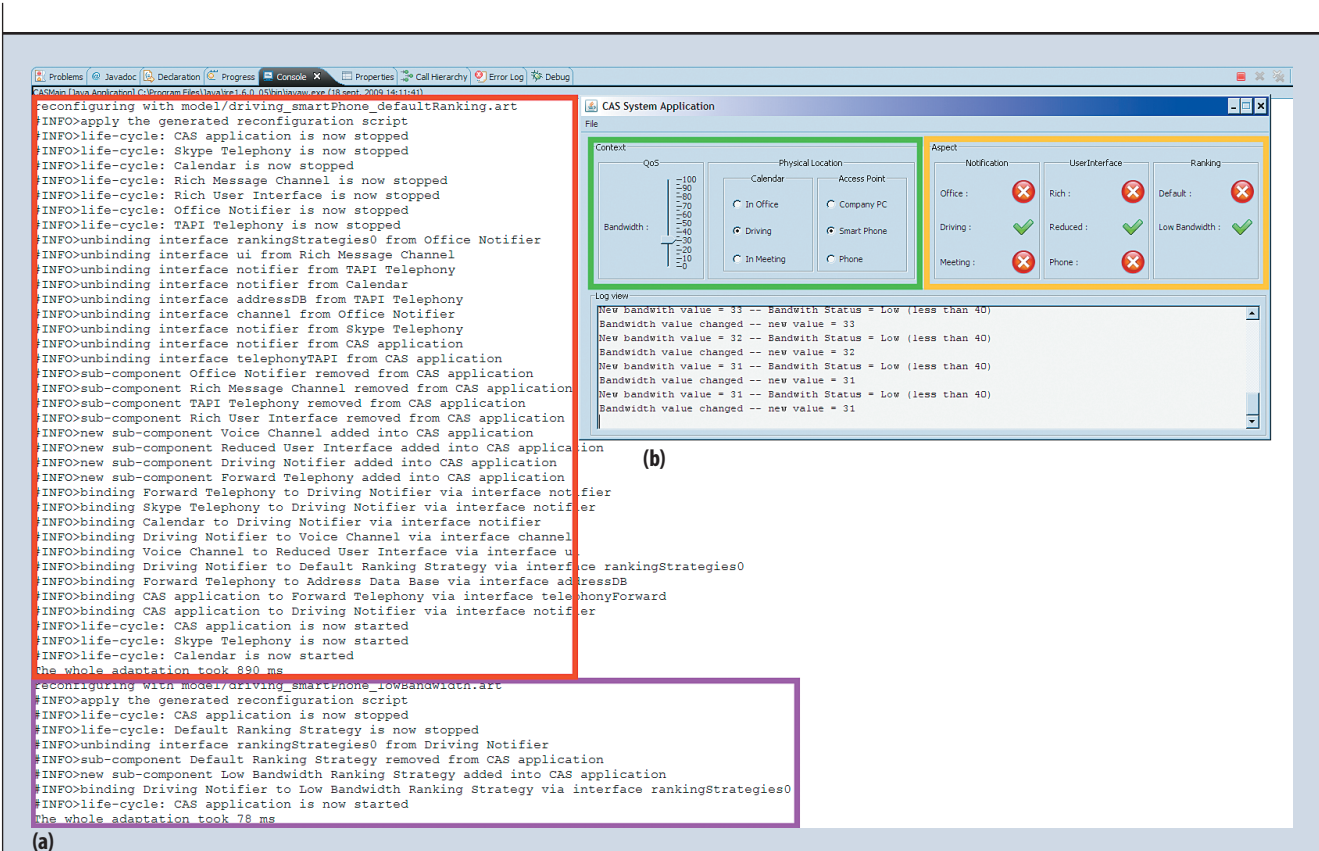 Problems @ Javadoc Declaration Progress Console X Properties Call Hierarchy Error Log Debug
CASMain [Java Application] C:\Program Files\Java\jre1.6.0_05\bin\javaw.exe (18 sept. 2009 14:11:41)
reconfiguring with model/driving_smartPhone_defaultRanking.art
#INFO>apply the generated reconfiguration script
#INFO>life-cycle: CAS application is now stopped
#INFO>life-cycle: Skype Telephony is now stopped
#INFO>life-cycle: Calendar is now stopped
#INFO>life-cycle: Rich Message Channel is now stopped
#INFO>life-cycle: Rich User Interface is now stopped
#INFO>life-cycle: Office Notifier is now stopped
#INFO>life-cycle: TAPI Telephony is now stopped
#INFO>unbinding interface rankingStrategies0 from Office Notifier
#INFO>unbinding interface ui from Rich Message Channel
#INFO>unbinding interface notifier from TAPI Telephony
#INFO>unbinding interface notifier from Calendar
#INFO>unbinding interface addressDB from TAPI Telephony
#INFO>unbinding interface channel from Office Notifier
#INFO>unbinding interface notifier from Skype Telephony
#INFO>unbinding interface notifier from CAS application
#INFO>unbinding interface telephonyTAPI from CAS application
#INFO>sub-component Office Notifier removed from CAS application
#INFO>sub-component Rich Message Channel removed from CAS application
#INFO>sub-component TAPI Telephony removed from CAS application
#INFO>sub-component Rich User Interface removed from CAS application
#INFO>new sub-component Voice Channel added into CAS application
#INFO>new sub-component Reduced User Interface added into CAS application
#INFO>new sub-component Driving Notifier added into CAS application
#INFO>new sub-component Forward Telephony added into CAS application
#INFO>binding Forward Telephony to Driving Notifier via interface notifier
#INFO>binding Skype Telephony to Driving Notifier via interface notifier
#INFO>binding Calendar to Driving Notifier via interface notifier
#INFO>binding Driving Notifier to Voice Channel via interface channel
#INFO>binding Voice Channel to Reduced User Interface via interface ui
#INFO>binding Driving Notifier to Default Ranking Strategy via interface rankingStrategies0
#INFO>binding Forward Telephony to Address Data Base via interface addressDB
#INFO>binding CAS application to Forward Telephony via interface telephonyForward
#INFO>binding CAS application to Driving Notifier via interface notifier
#INFO>life-cycle: CAS application is now started
#INFO>life-cycle: Skype Telephony is now started
#INFO>life-cycle: Calendar is now started
The whole adaptation took 890 ms
reconfiguring with model/driving_smartPhone_lowBandwidth.art
#INFO>apply the generated reconfiguration script
#INFO>life-cycle: CAS application is now stopped
#INFO>life-cycle: Default Ranking Strategy is now stopped
#INFO>unbinding interface rankingStrategies0 from Driving Notifier
#INFO>sub-component Default Ranking Strategy removed from CAS application
#INFO>new sub-component Low Bandwidth Ranking Strategy added into CAS application
#INFO>binding Driving Notifier to Low Bandwidth Ranking Strategy via interface rankingStrategies0
#INFO>life-cycle: CAS application is now started
The whole adaptation took 78 ms
(a)
CAS System Application
File
Context
QoS
Bandwidth :
100
90
80
70
60
50
40
30
20
10
0
Physical Location
Calendar
In Office
Driving
In Meeting
Access Point
Company PC
Smart Phone
Phone
Aspect
Notification
Office :
Driving :
Meeting :
UserInterface
Rich :
Reduced :
Phone :
Ranking
Default :
Low Bandwidth :
Log view
New bandwith value = 33 -- Bandwith Status = Low (less than 40)
Bandwidth value changed -- new value = 33
New bandwith value = 32 -- Bandwith Status = Low (less than 40)
Bandwidth value changed -- new value = 32
New bandwith value = 31 -- Bandwith Status = Low (less than 40)
Bandwidth value changed -- new value = 31
New bandwith value = 31 -- Bandwith Status = Low (less than 40)
Bandwidth value changed -- new value = 31
(b)